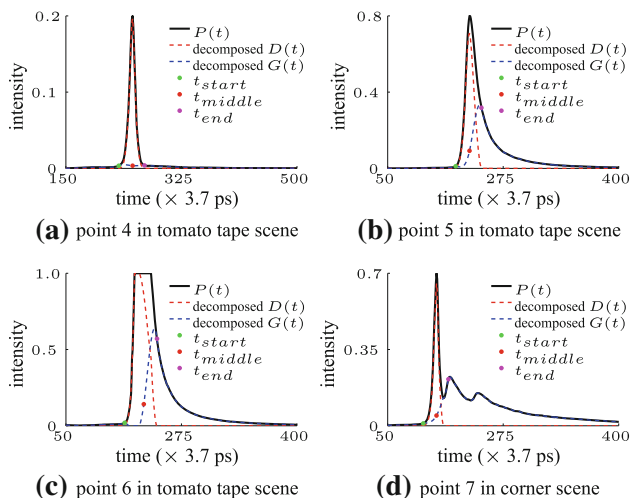 0.2
0.1
0
intensity
150 325 500
time (× 3.7 ps)
P(t)
decomposed D(t)
decomposed G(t)
t_start
t_middle
t_end
(a) point 4 in tomato tape scene
0.8
0.4
0
intensity
50 275 400
time (× 3.7 ps)
P(t)
decomposed D(t)
decomposed G(t)
t_start
t_middle
t_end
(b) point 5 in tomato tape scene
1.0
0.5
0
intensity
50 275 400
time (× 3.7 ps)
P(t)
decomposed D(t)
decomposed G(t)
t_start
t_middle
t_end
(c) point 6 in tomato tape scene
0.7
0.35
0
intensity
50 275 400
time (× 3.7 ps)
P(t)
decomposed D(t)
decomposed G(t)
t_start
t_middle
t_end
(d) point 7 in corner scene